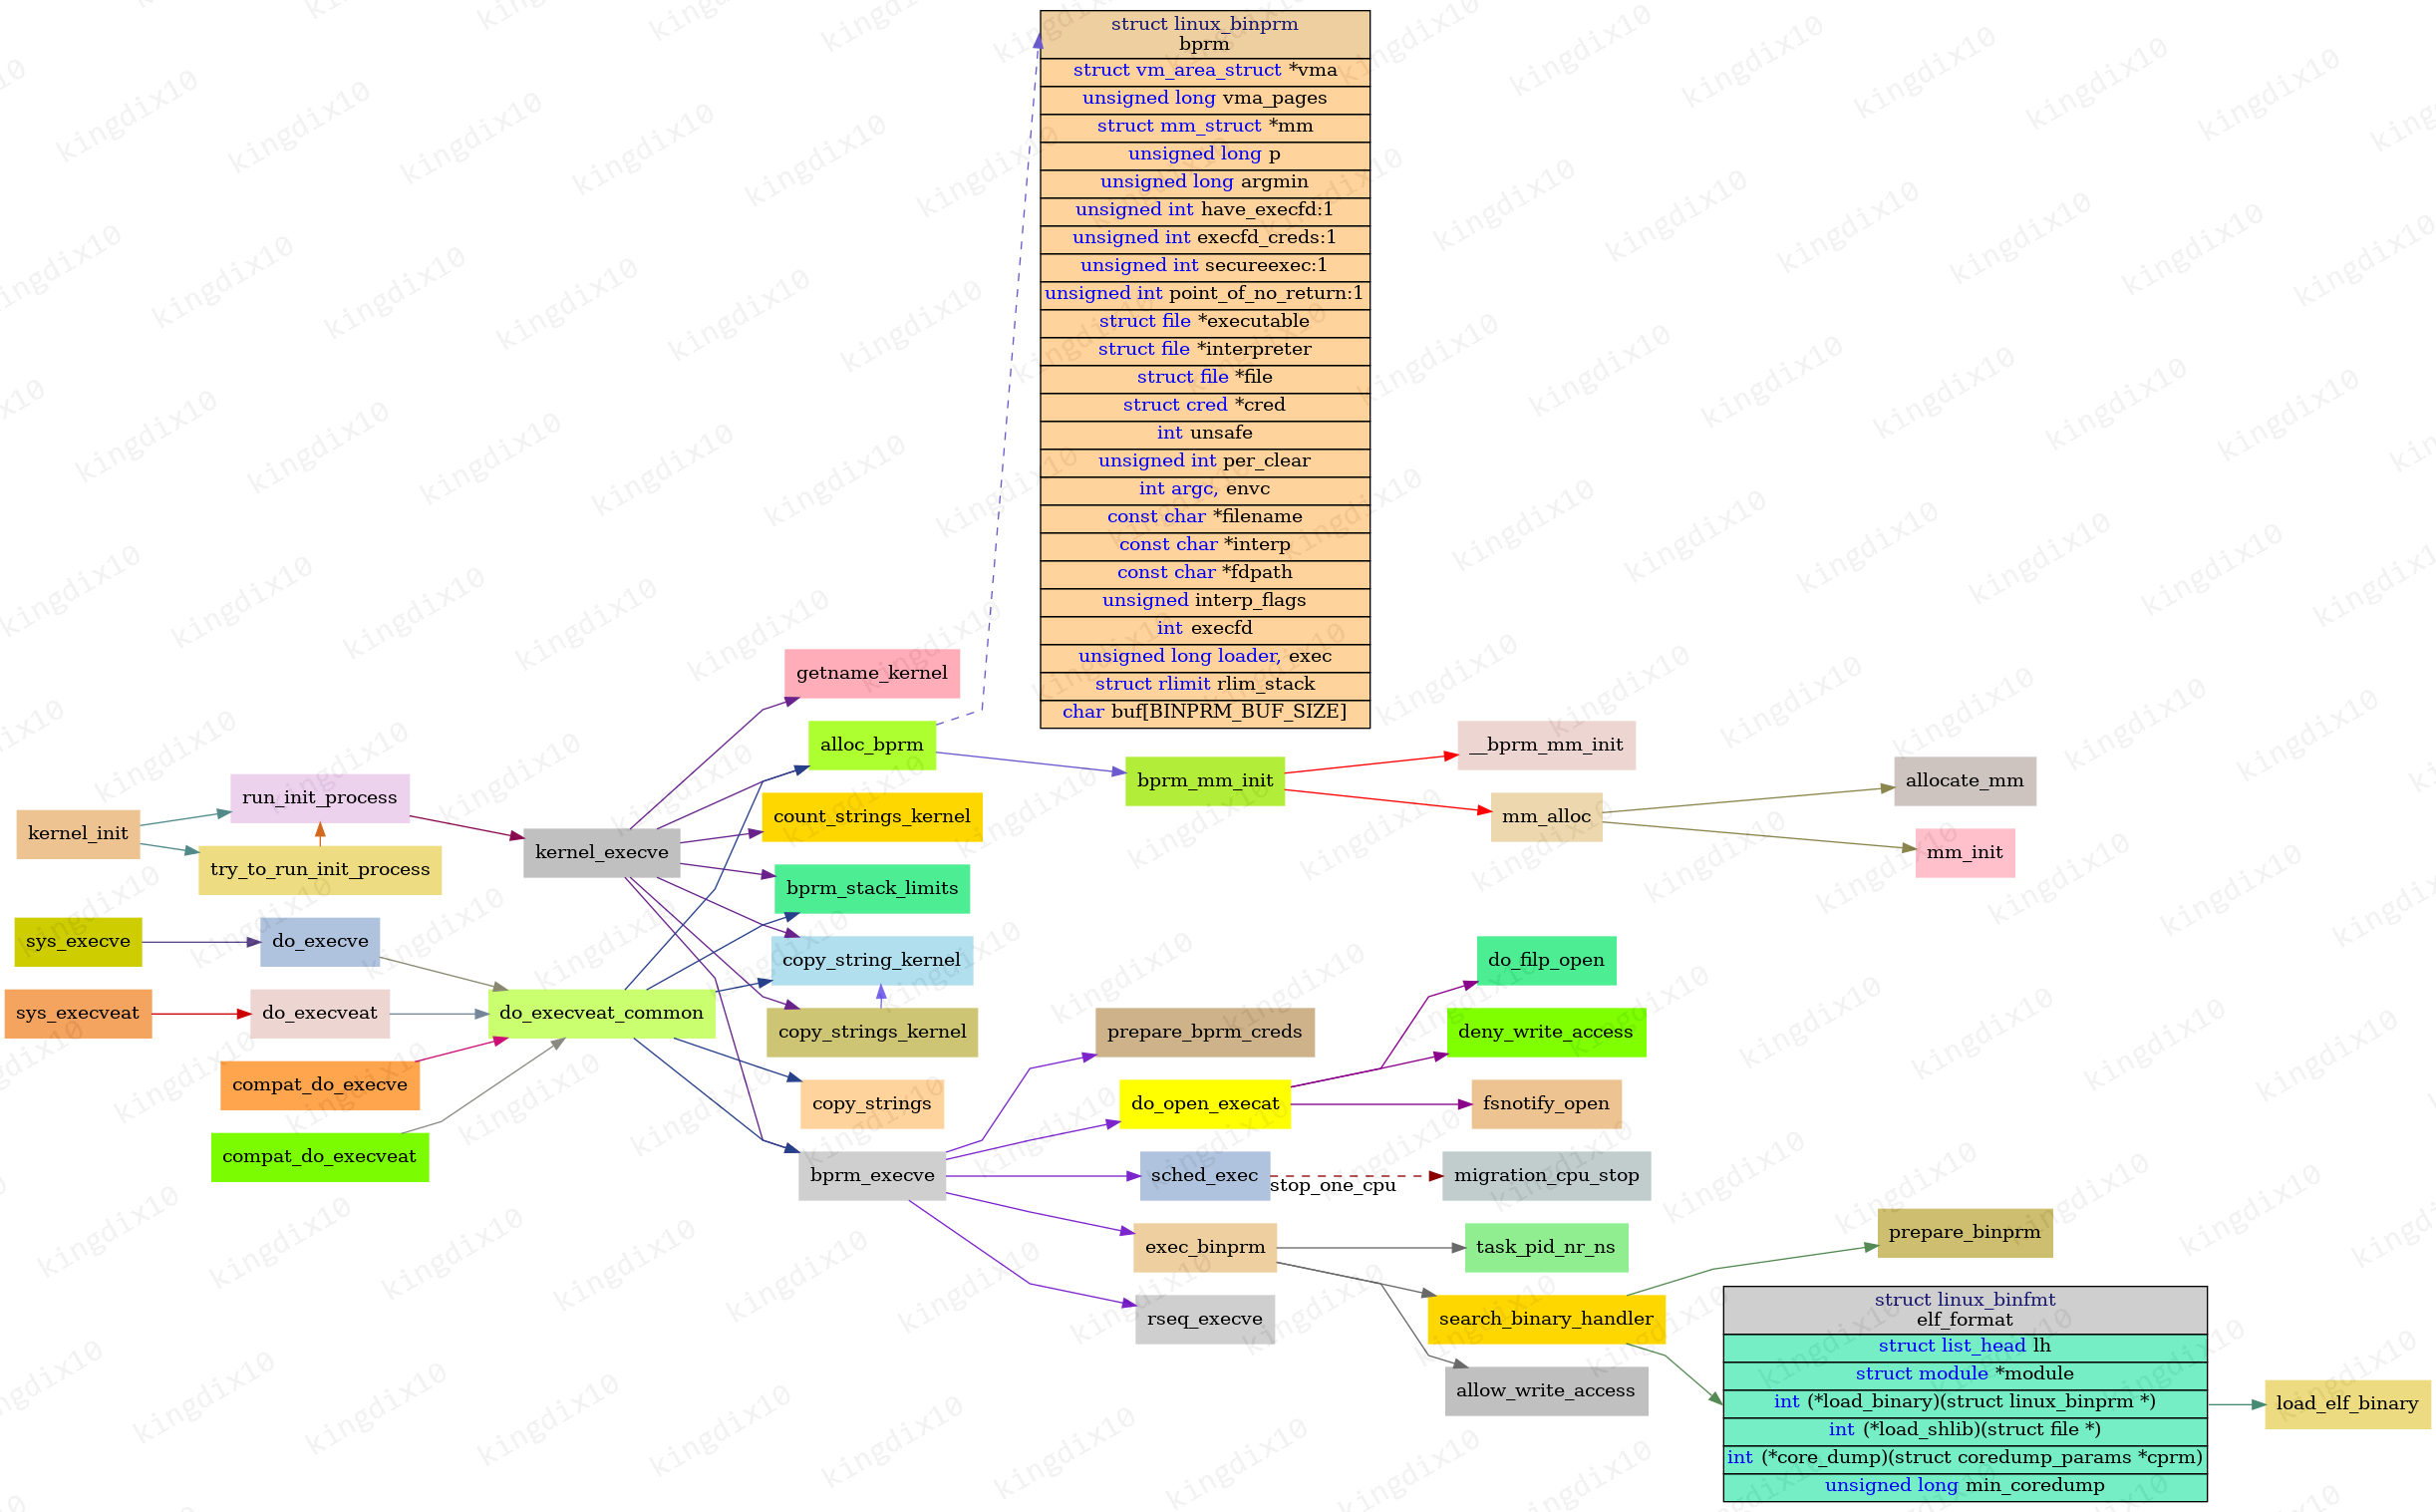 struct linux_binprm
bprm
struct vm_area_struct *vma
unsigned long vma_pages
struct mm_struct *mm
unsigned long p
unsigned long argmin
unsigned int have_execfd:1
unsigned int execfd_creds:1
unsigned int secureexec:1
unsigned int point_of_no_return:1
struct file *executable
struct file *interpreter
struct file *file
struct cred *cred
int unsafe
unsigned int per_clear
int argc, envc
const char *filename
const char *interp
const char *fdpath
unsigned interp_flags
int execfd
unsigned long loader, exec
struct rlimit rlim_stack
char buf[BINPRM_BUF_SIZE]
kernel_init
run_init_process
try_to_run_init_process
sys_execve
do_execve
sys_execveat
do_execveat
compat_do_execve
compat_do_execveat
kernel_execve
do_execveat_common
getname_kernel
alloc_bprm
count_strings_kernel
bprm_stack_limits
copy_string_kernel
copy_strings_kernel
copy_strings
bprm_execve
bprm_mm_init
__bprm_mm_init
mm_alloc
allocate_mm
mm_init
prepare_bprm_creds
do_open_execat
do_filp_open
deny_write_access
fsnotify_open
sched_exec
stop_one_cpu
migration_cpu_stop
exec_binprm
task_pid_nr_ns
rseq_execve
search_binary_handler
allow_write_access
prepare_binprm
struct linux_binfmt
elf_format
struct list_head lh
struct module *module
int (*load_binary)(struct linux_binprm *)
int (*load_shlib)(struct file *)
int (*core_dump)(struct coredump_params *cprm)
unsigned long min_coredump
load_elf_binary
kingdix10